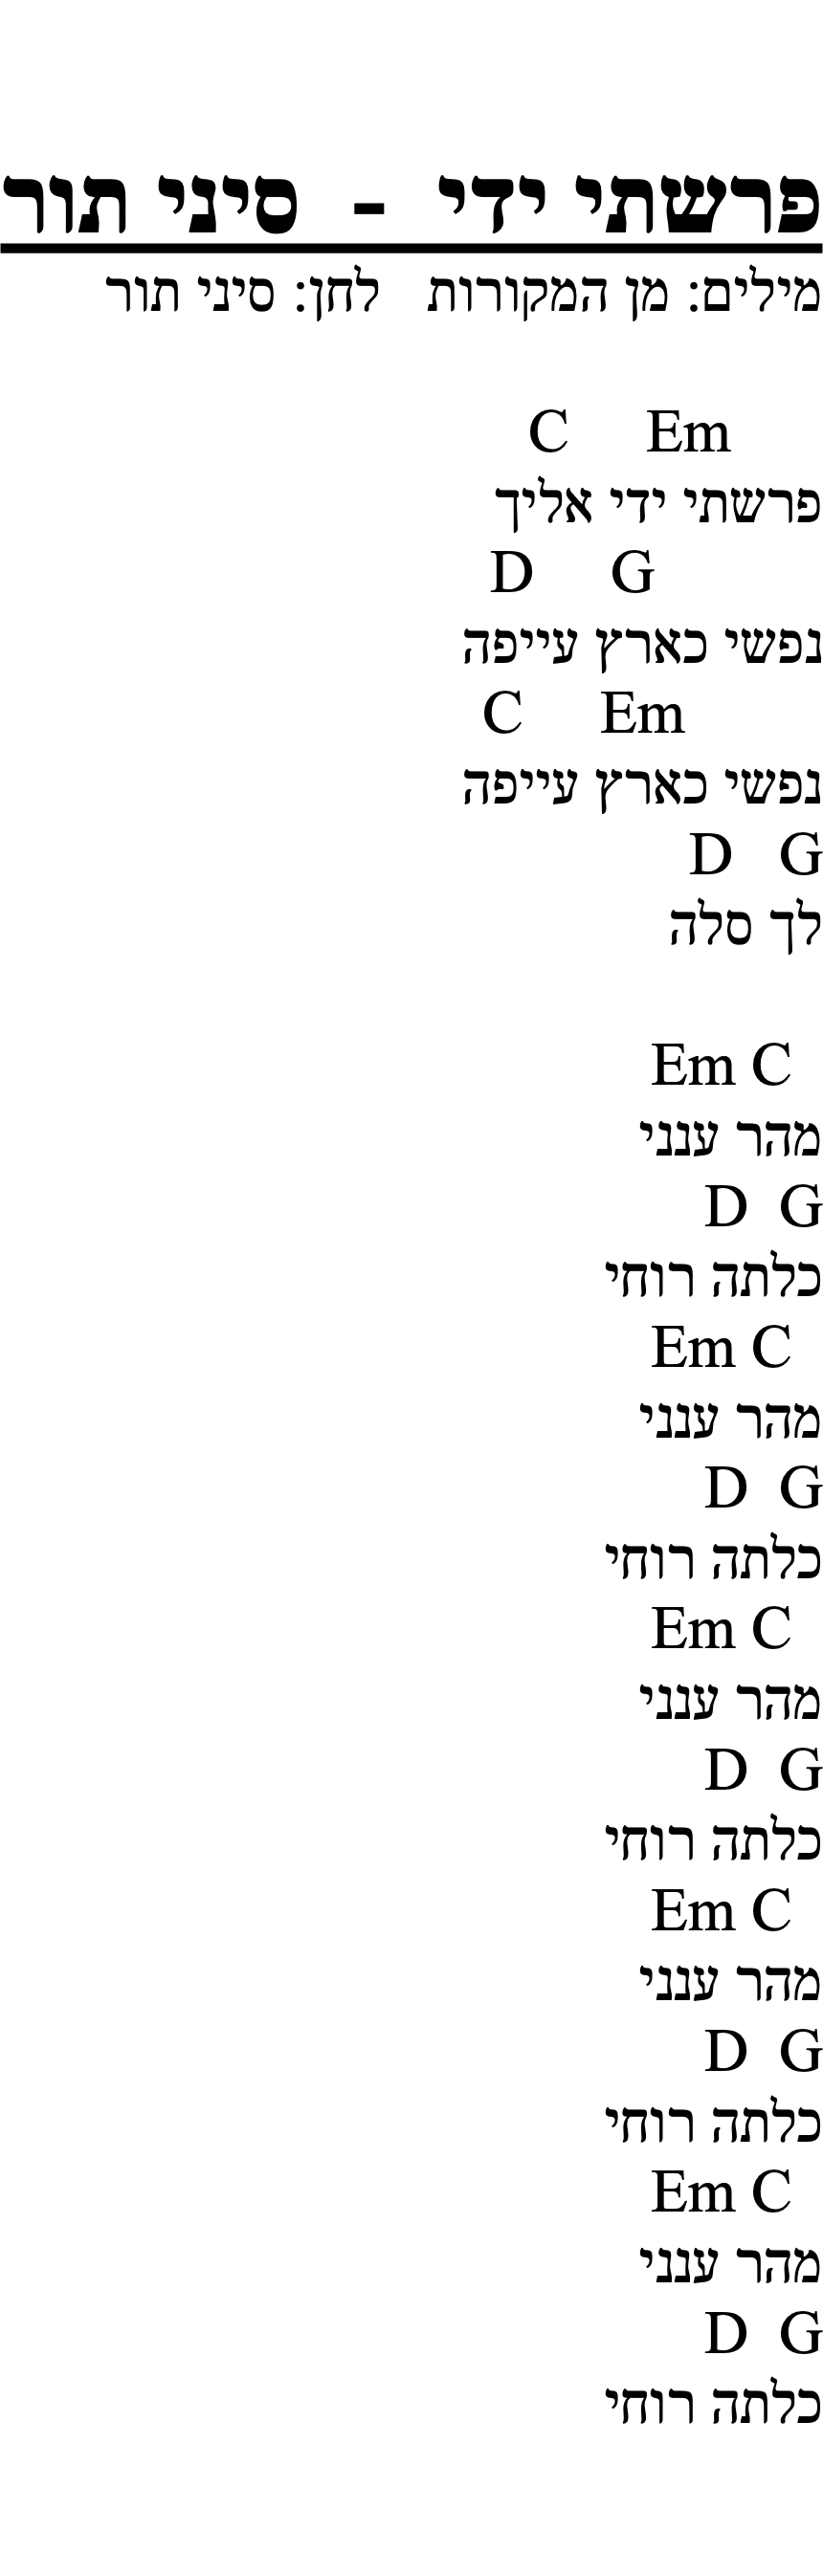 פרשתי ידי - סיני תור
מילים: מן המקורות לחן: סיני תור
C Em
פרשתי ידי אליך
D G
נפשי כארץ עייפה
C Em
נפשי כארץ עייפה
D G
לך סלה
Em C
מהר ענני
D G
כלתה רוחי
Em C
מהר ענני
D G
כלתה רוחי
Em C
מהר ענני
D G
כלתה רוחי
Em C
מהר ענני
D G
כלתה רוחי
Em C
מהר ענני
D G
כלתה רוחי